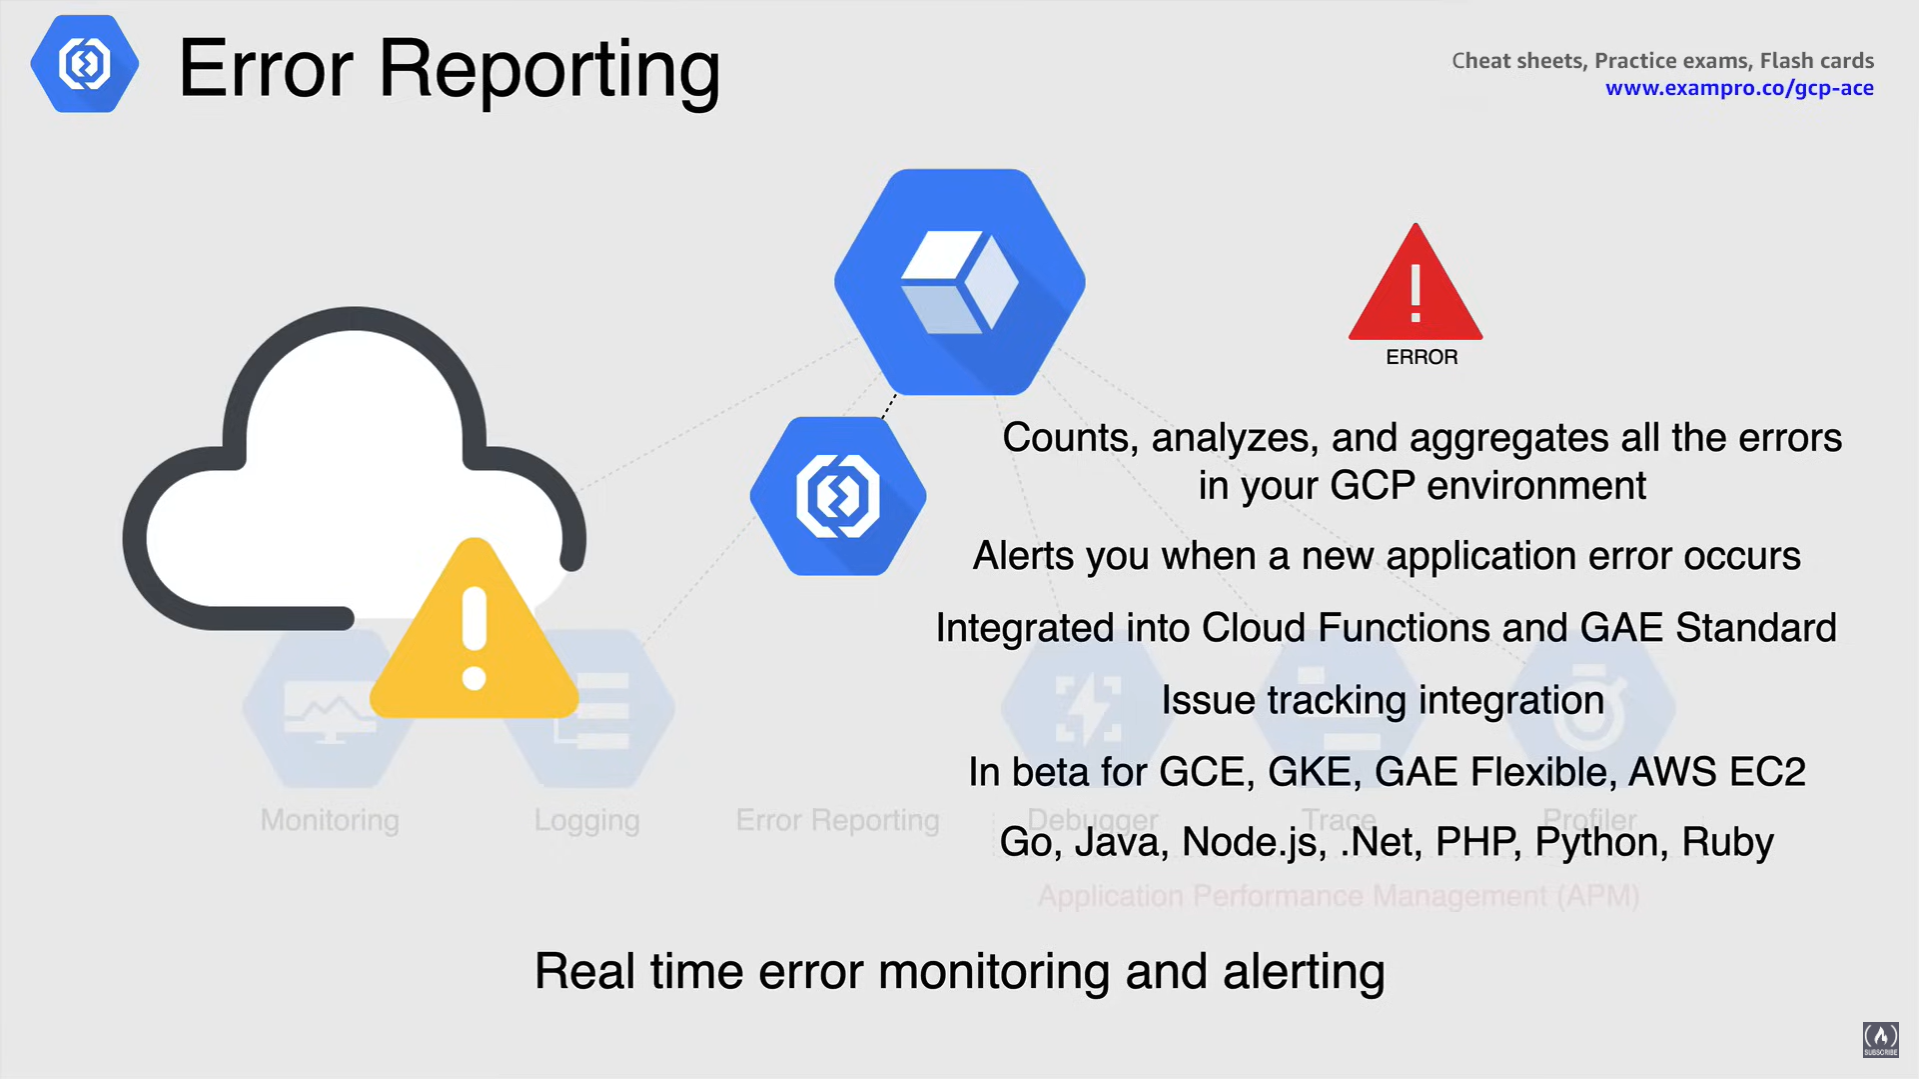 Error Reporting
Cheat sheets, Practice exams, Flash cards
www.exampro.co/gcp-ace
ERROR
Counts, analyzes, and aggregates all the errors
in your GCP environment
Alerts you when a new application error occurs
Integrated into Cloud Functions and GAE Standard
Issue tracking integration
In beta for GCE, GKE, GAE Flexible, AWS EC2
Monitoring
Logging
Error Reporting
Debugger
Trace
Profiler
Go, Java, Node.js, .Net, PHP, Python, Ruby
Application Performance Management (APM)
Real time error monitoring and alerting
SUBSCRIBE